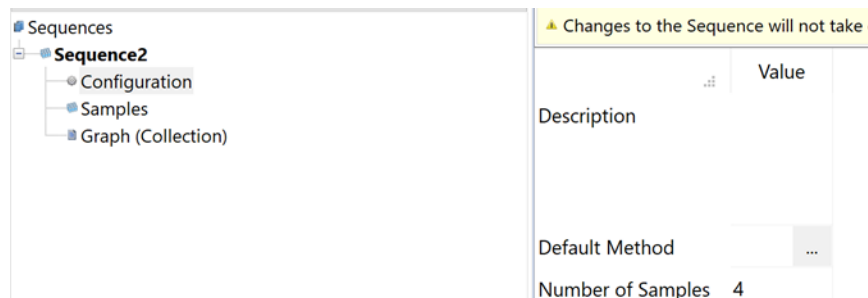 Sequences
Sequence2
Configuration
Samples
Graph (Collection)
Changes to the Sequence will not take
Value
Description
Default Method
...
Number of Samples 4